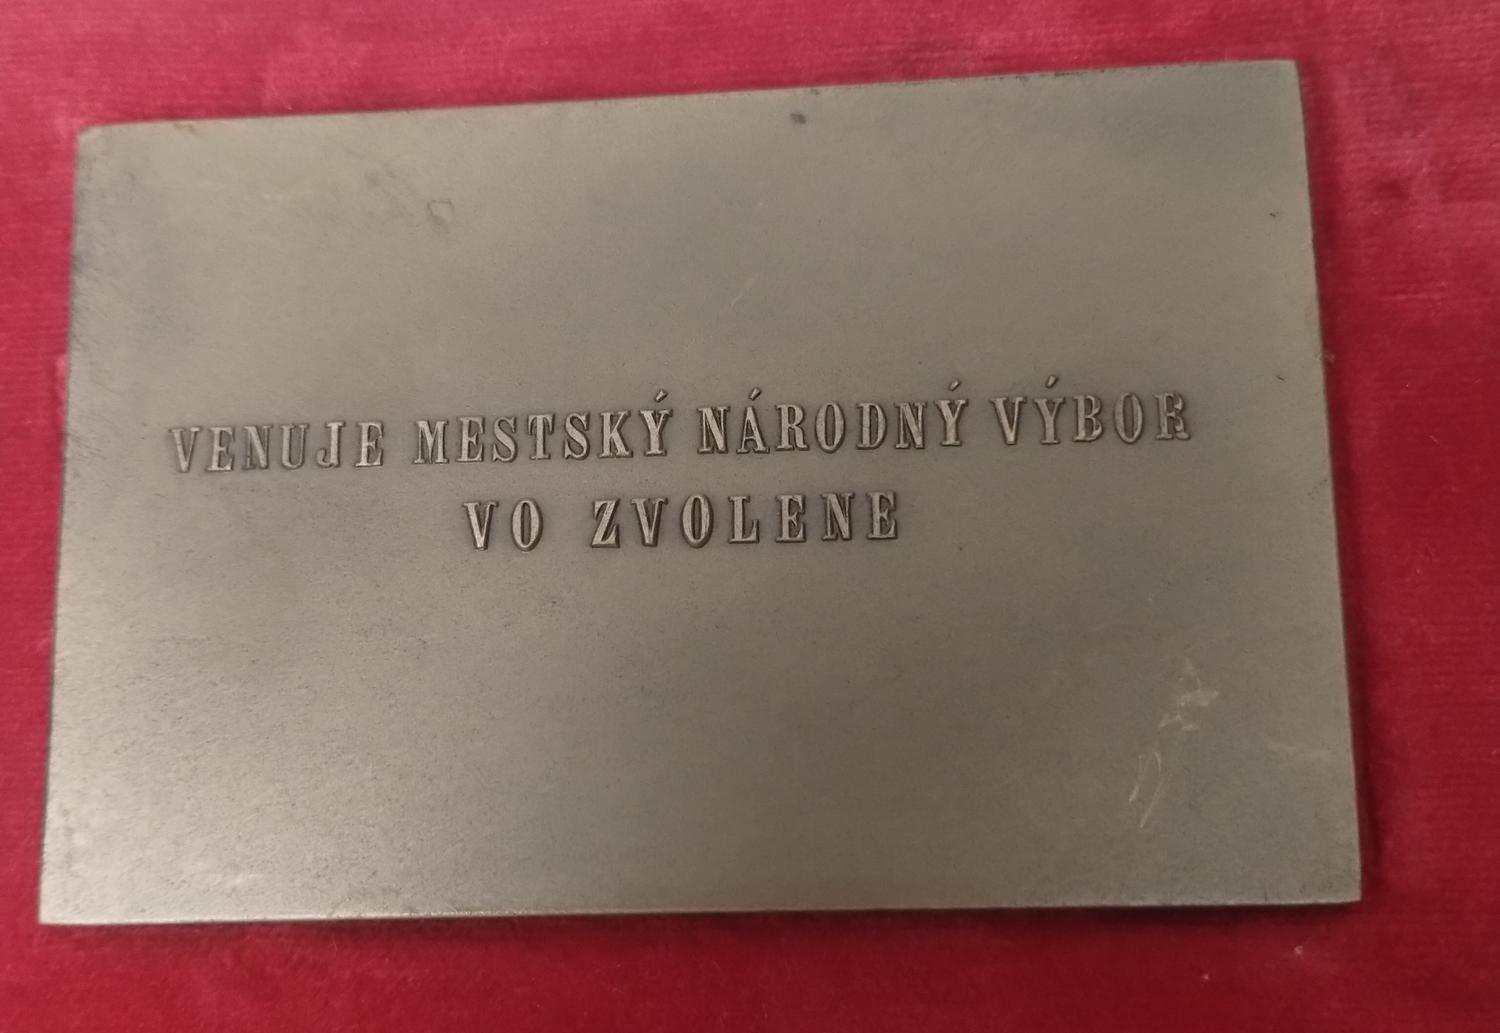 VENUJE MESTSKÝ NÁRODNÝ VÝBOR
VO ZVOLENE